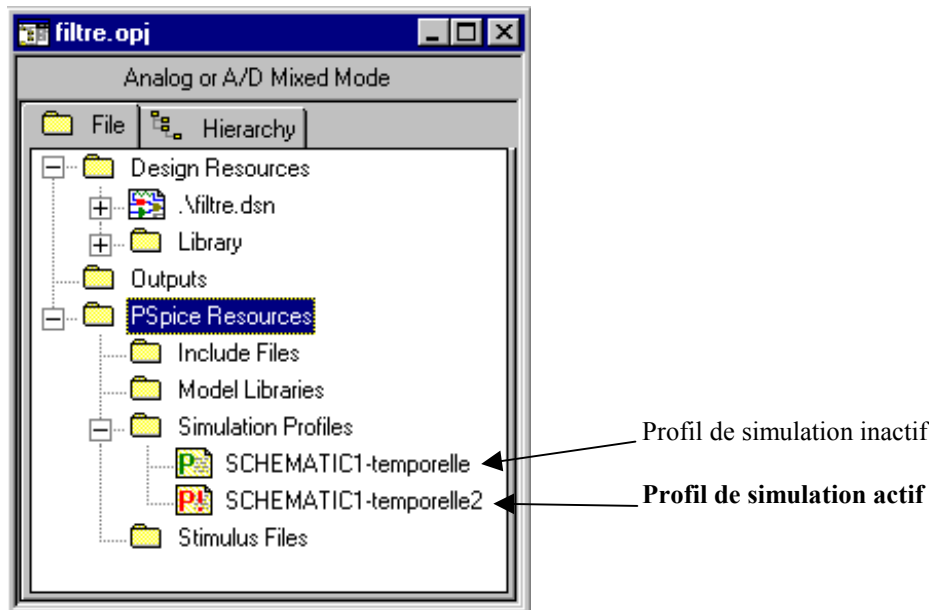 filtre.opj
Analog or A/D Mixed Mode
File Hierarchy
Design Resources
.\filtre.dsn
Library
Outputs
PSpice Resources
Include Files
Model Libraries
Simulation Profiles
SCHEMATIC1-temporelle Profil de simulation inactif
SCHEMATIC1-temporelle2 Profil de simulation actif
Stimulus Files